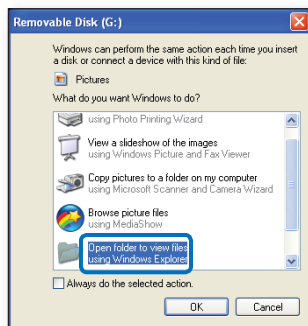 Removable Disk (G:)
Windows can perform the same action each time you insert
a disk or connect a device with this kind of file:
Pictures
What do you want Windows to do?
using Photo Printing Wizard
View a slideshow of the images
using Windows Picture and Fax Viewer
Copy pictures to a folder on my computer
using Microsoft Scanner and Camera Wizard
Browse picture files
using MediaShow
Open folder to view files
using Windows Explorer
Always do the selected action.
OK Cancel